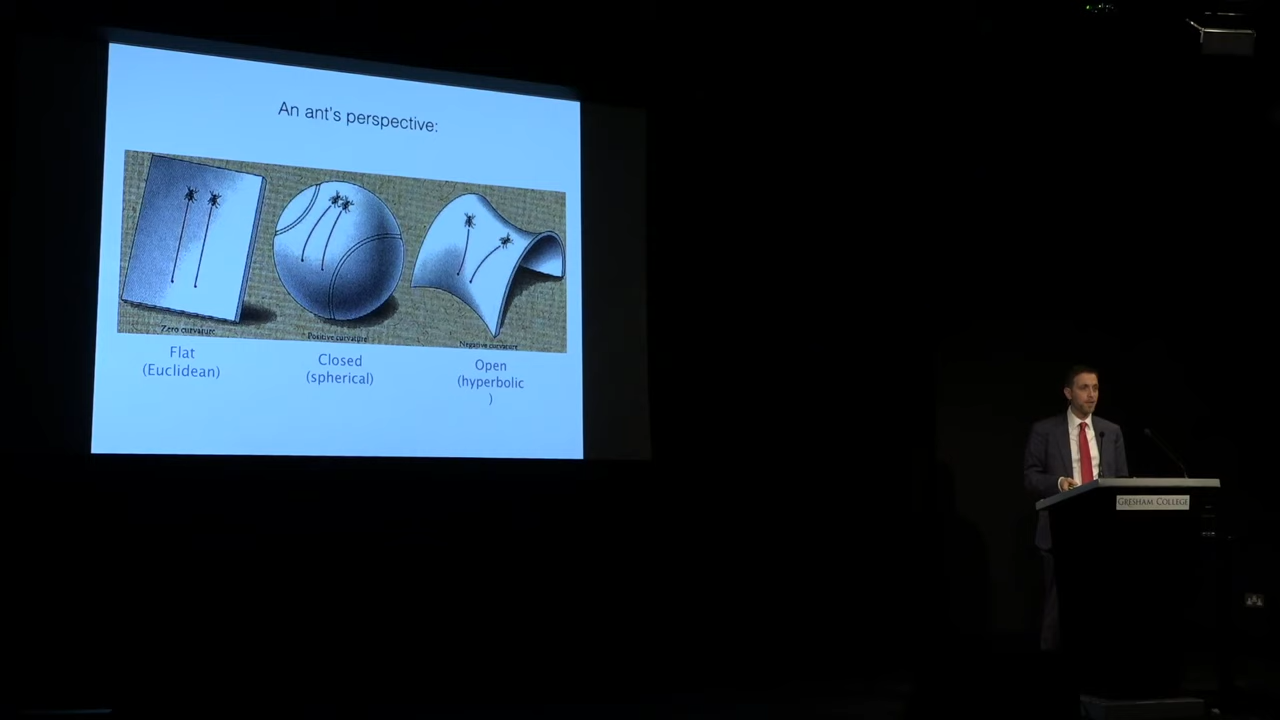 An ant's perspective:
Zero curvature
Positive curvature
Negative curvature
Flat
(Euclidean)
Closed
(spherical)
Open
(hyperbolic
)
GRESHAM COLLEGE